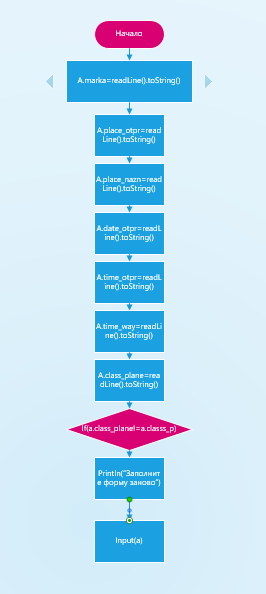 Начало
A.marka=readLine().toString()
A.place_otpr=read
Line().toString()
A.place_nazn=read
Line().toString()
A.date_otpr=readL
ine().toString()
A.time_otpr=readL
ine().toString()
A.time_way=readLi
ne().toString()
A.class_plane=rea
dLine().toString()
If(a.class_plane!=a.classs_p)
Println("Заполнит
е форму заново")
Input(a)